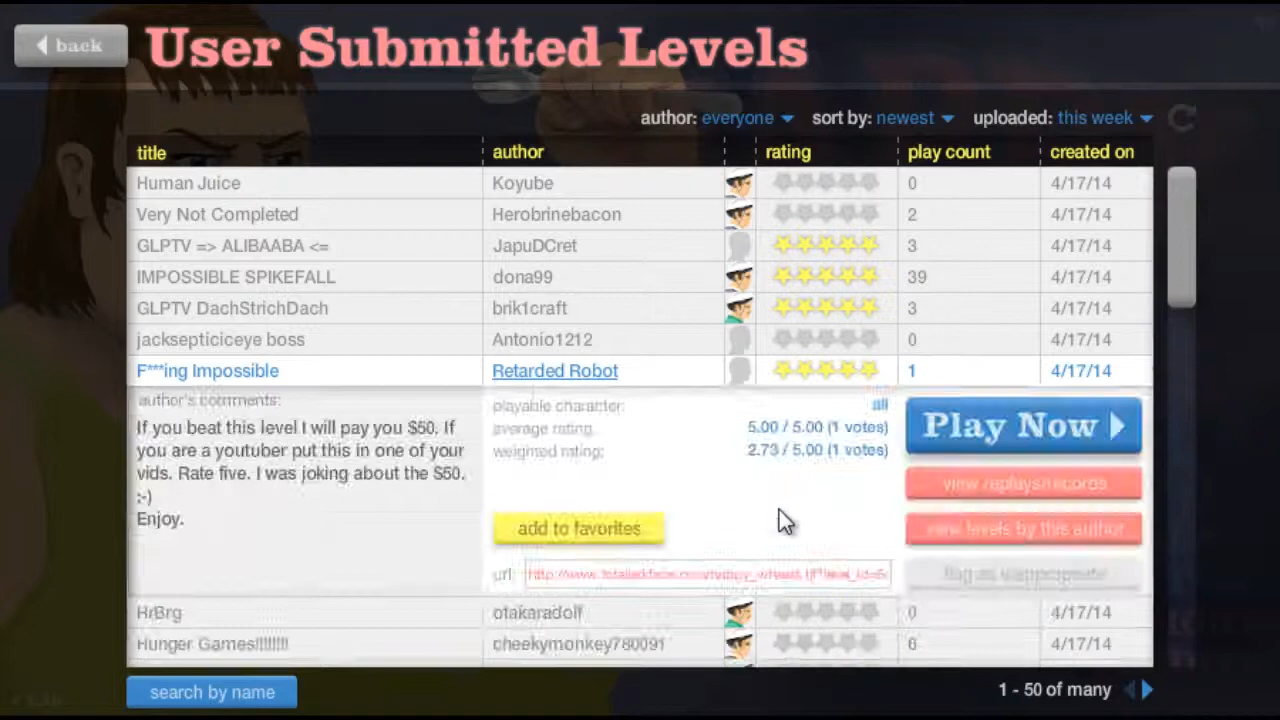 back
User Submitted Levels
author: everyone sort by: newest uploaded: this week
title author rating play count created on
Human Juice Koyube 0 4/17/14
Very Not Completed Herobrinebacon 2 4/17/14
GLPTV => ALIBAABA <= JapuDCret 3 4/17/14
IMPOSSIBLE SPIKEFALL dona99 39 4/17/14
GLPTV DachStrichDach brik1craft 3 4/17/14
jacksepticiceye boss Antonio1212 0 4/17/14
F***ing Impossible Retarded Robot 1 4/17/14
author's comments:
If you beat this level I will pay you $50. If
you are a youtuber put this in one of your
vids. Rate five. I was joking about the $50.
:-)
Enjoy.
playable character: all
average rating: 5.00 / 5.00 (1 votes)
weighted rating: 2.73 / 5.00 (1 votes)
add to favorites
url:
Play Now
view replays/records
view levels by this author
flag as inappropriate
HrBrg otakaradolf 0 4/17/14
Hunger Games!!!!!!!! cheekymonkey780091 6 4/17/14
search by name
1 - 50 of many